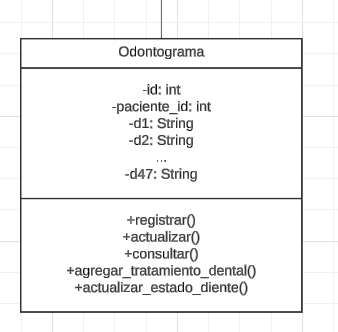 Odontograma
-id: int
-paciente_id: int
-d1: String
-d2: String
...
-d47: String
+registrar()
+actualizar()
+consultar()
+agregar_tratamiento_dental()
+actualizar_estado_diente()